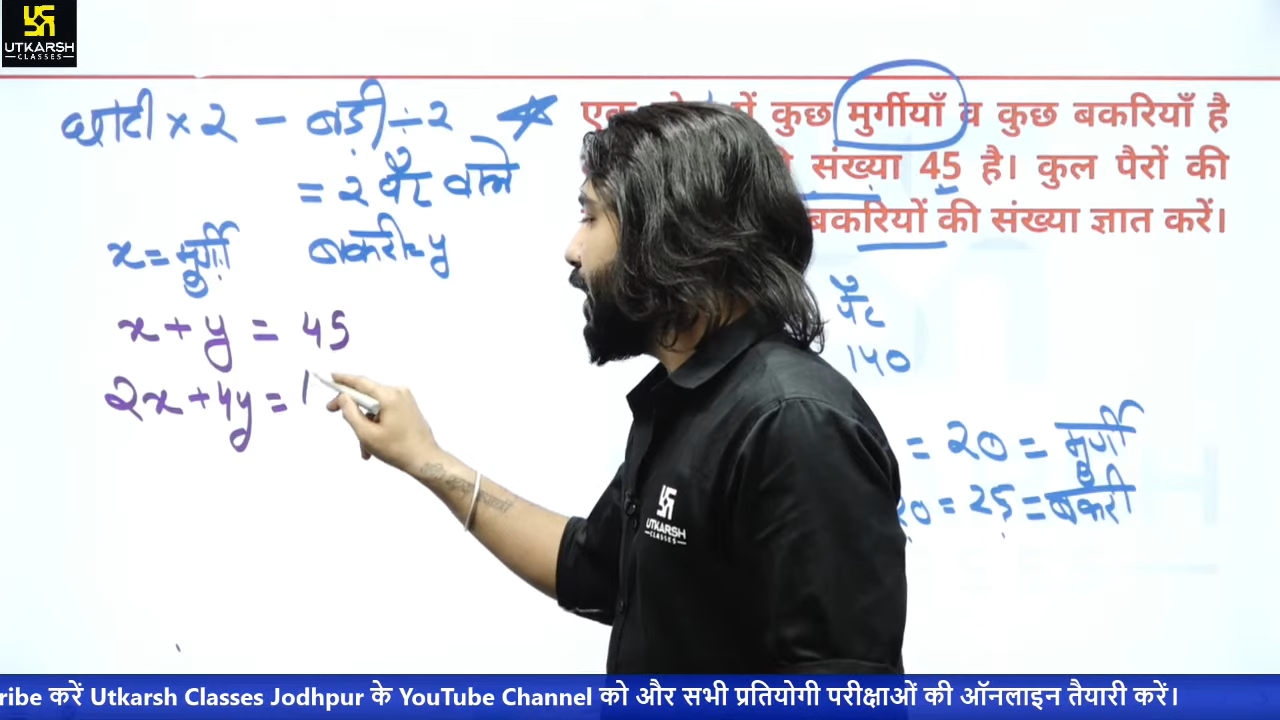 UTKARSH
CLASSES
छोटी × 2 - बड़ी ÷ 2
= 2 पैर वाले
x = मुर्गी बकरी = y
x + y = 45
2x + 4y = 1
में कुछ मुर्गीयाँ व कुछ बकरियाँ है
संख्या 45 है। कुल पैरों की
बकरियों की संख्या ज्ञात करें।
पैर
140
= 20 = मुर्गी
20 = 25 = बकरी
UTKARSH
CLASSES
ribe करें Utkarsh Classes Jodhpur के YouTube Channel को और सभी प्रतियोगी परीक्षाओं की ऑनलाइन तैयारी करें।